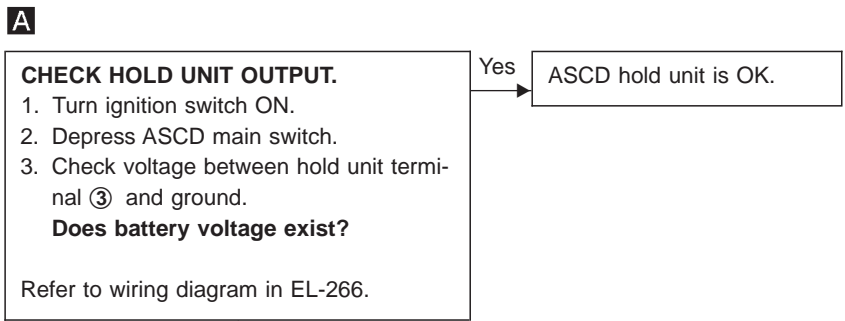 A
CHECK HOLD UNIT OUTPUT.
1. Turn ignition switch ON.
2. Depress ASCD main switch.
3. Check voltage between hold unit termi-
nal ③ and ground.
Does battery voltage exist?
Refer to wiring diagram in EL-266.
Yes
ASCD hold unit is OK.